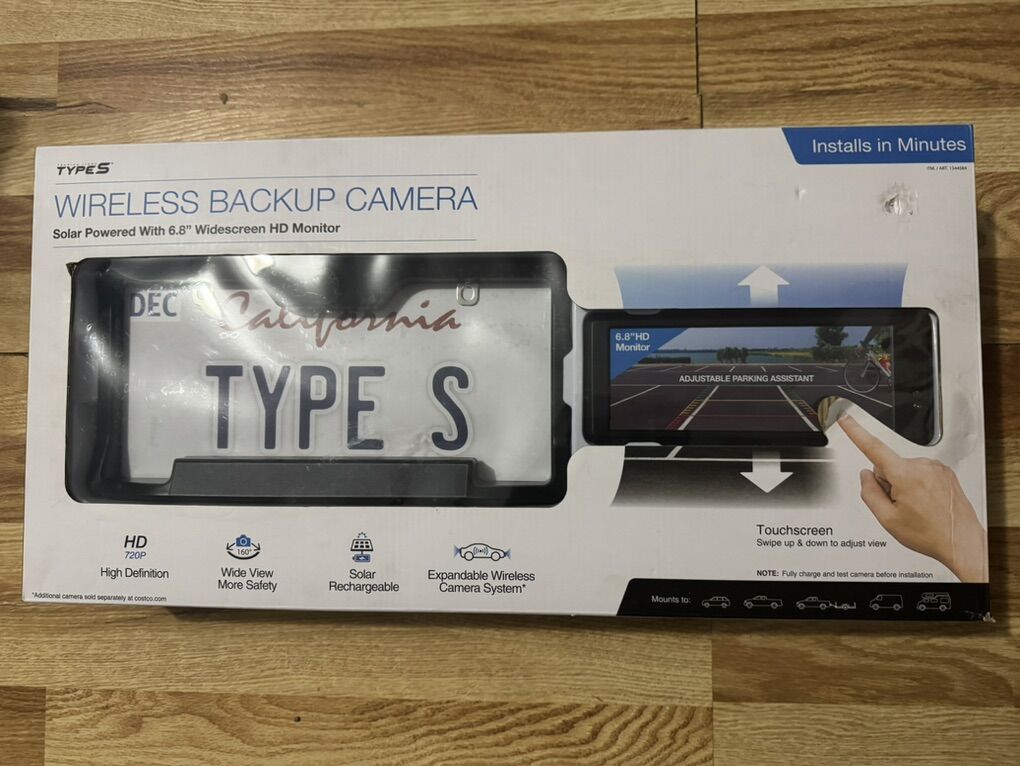 Installs in Minutes
ITM. / ART. 1344584
TYPE S
WIRELESS BACKUP CAMERA
Solar Powered With 6.8" Widescreen HD Monitor
DEC
California
TYPE S
6.8"HD
Monitor
ADJUSTABLE PARKING ASSISTANT
Touchscreen
Swipe up & down to adjust view
HD
720P
High Definition
160°
Wide View
More Safety
Solar
Rechargeable
Expandable Wireless
Camera System*
NOTE: Fully charge and test camera before installation
*Additional camera sold separately at costco.com
Mounts to: